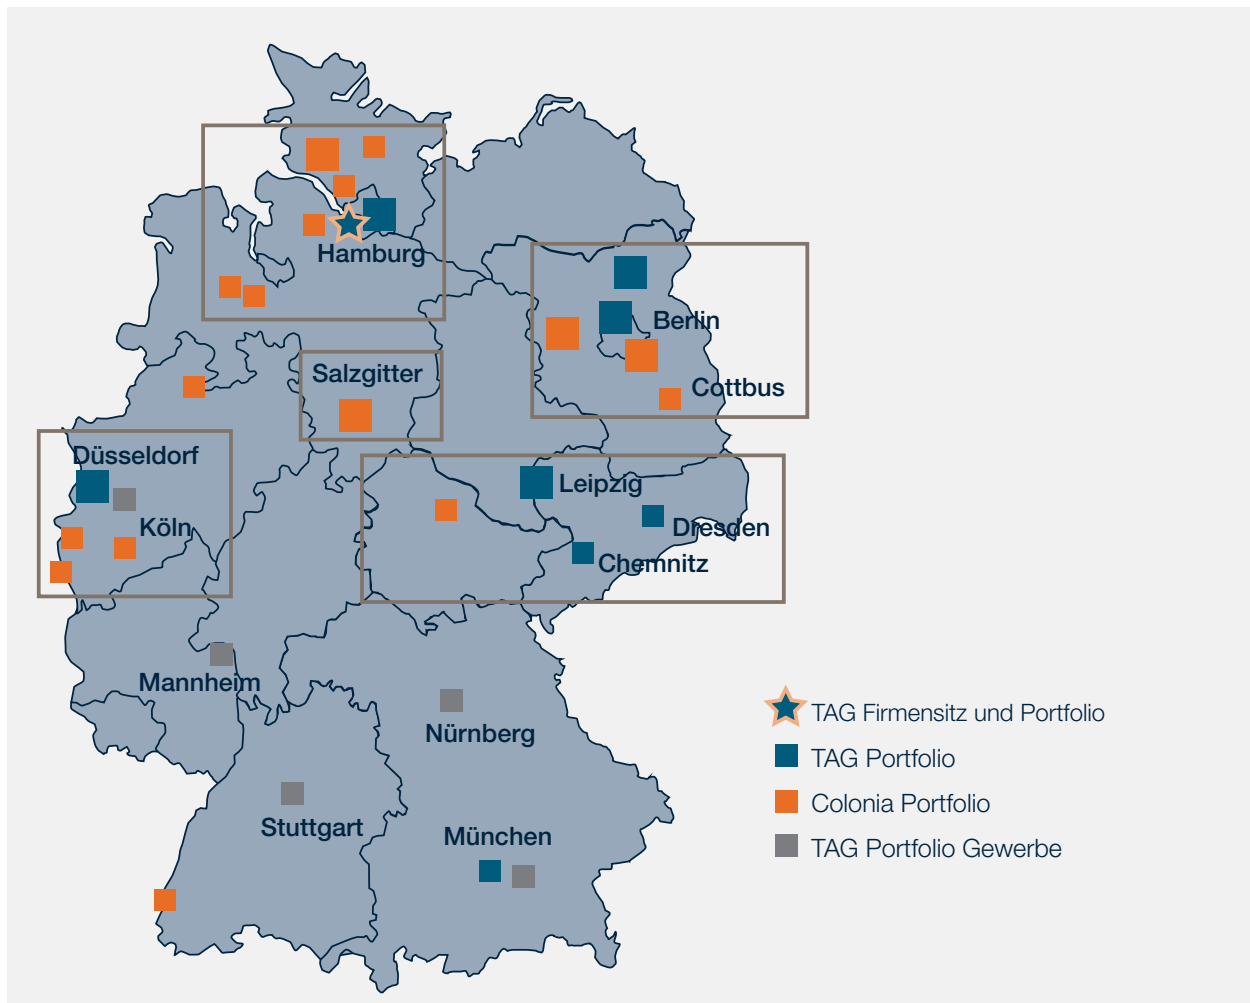 Hamburg
Berlin
Salzgitter
Cottbus
Düsseldorf
Leipzig
Köln
Dresden
Chemnitz
Mannheim
Nürnberg
Stuttgart
München
TAG Firmensitz und Portfolio
TAG Portfolio
Colonia Portfolio
TAG Portfolio Gewerbe